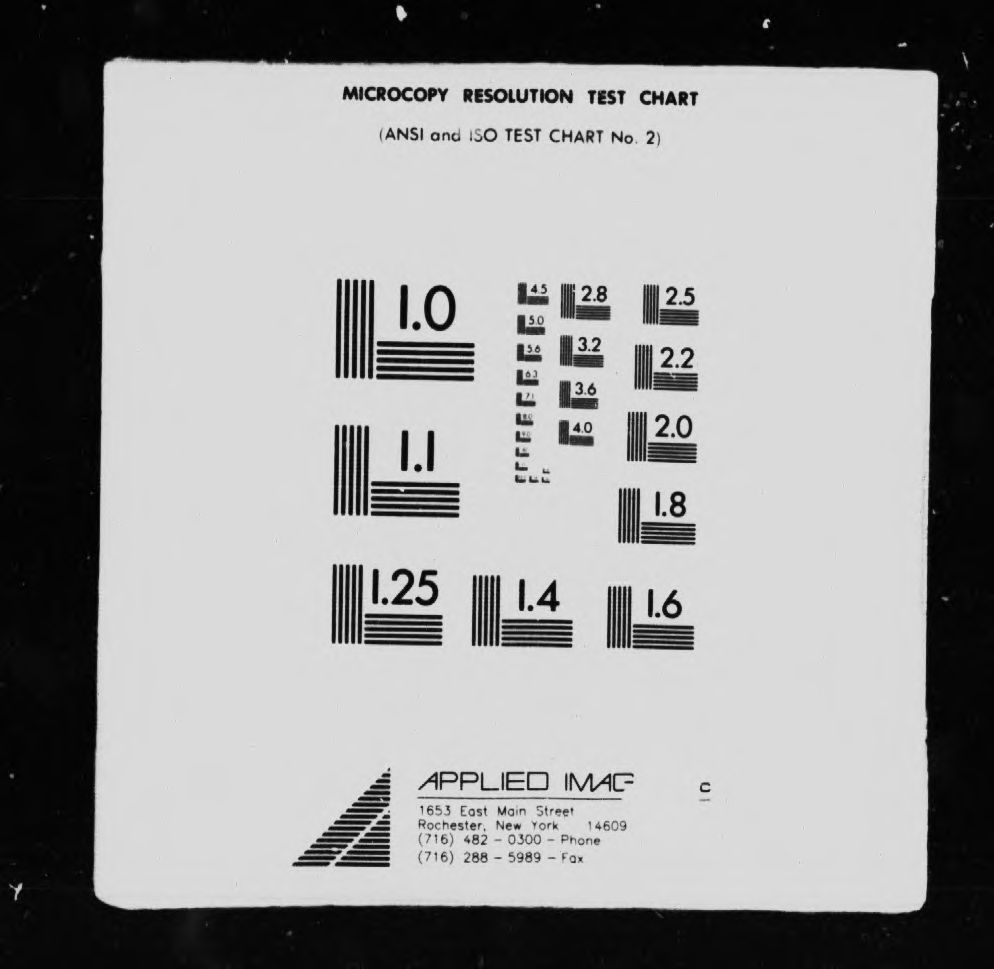 MICROCOPY RESOLUTION TEST CHART
(ANSI and ISO TEST CHART No. 2)
1.0
4.5
2.8
2.5
5.0
5.6
3.2
2.2
6.3
7.1
3.6
8.0
9.0
4.0
2.0
1.1
1.8
1.25
1.4
1.6
APPLIED IMAG
c
1653 East Main Street
Rochester, New York 14609
(716) 482 - 0300 - Phone
(716) 288 - 5989 - Fax